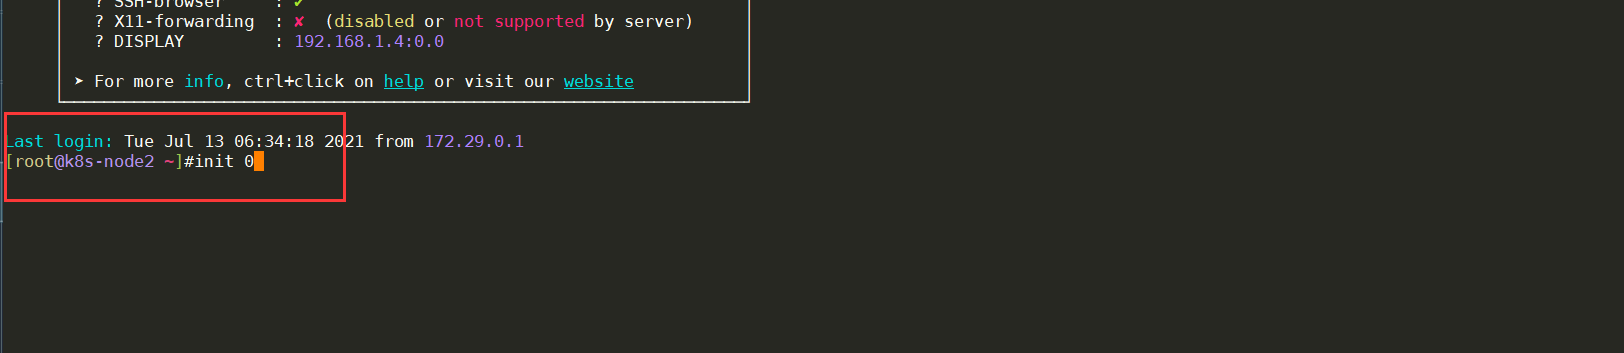 ? SSH-browser : ✔
? X11-forwarding : ✘ (disabled or not supported by server)
? DISPLAY : 192.168.1.4:0.0
➤ For more info, ctrl+click on help or visit our website
Last login: Tue Jul 13 06:34:18 2021 from 172.29.0.1
[root@k8s-node2 ~]#init 0